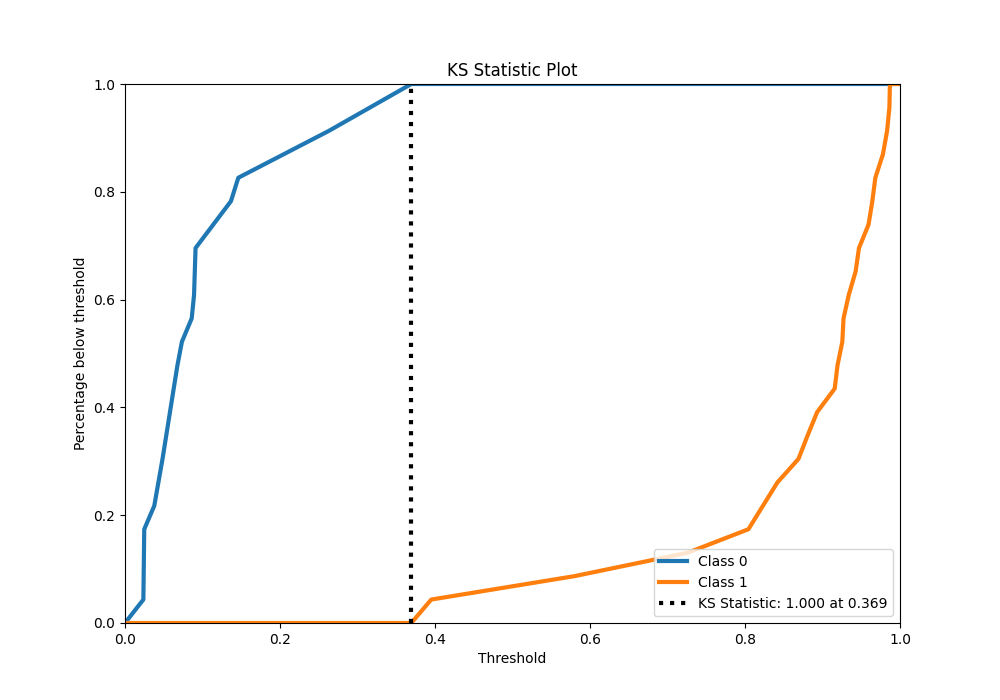 KS Statistic Plot
1.0
0.8
0.6
0.4
0.2
0.0
Percentage below threshold
0.0 0.2 0.4 0.6 0.8 1.0
Threshold
Class 0
Class 1
KS Statistic: 1.000 at 0.369